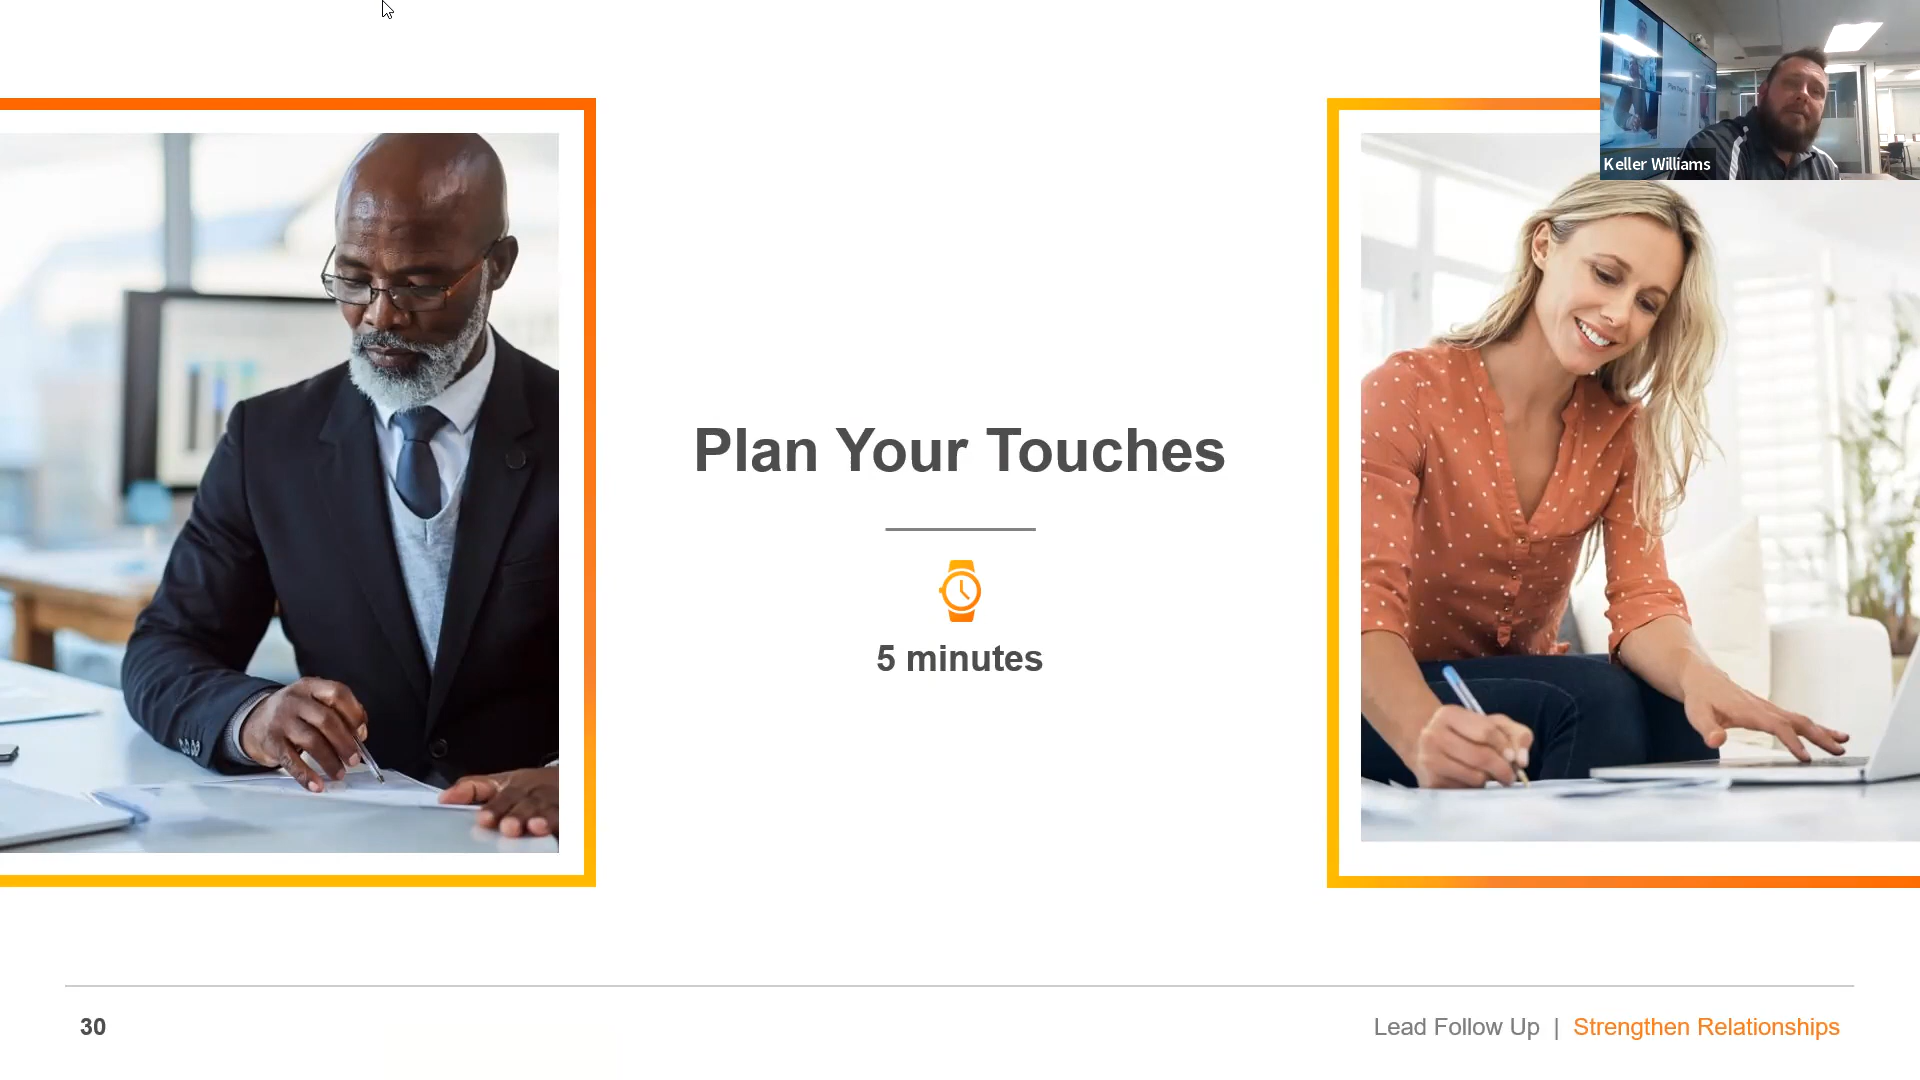 Keller Williams
Plan Your Touches
5 minutes
30
Lead Follow Up | Strengthen Relationships